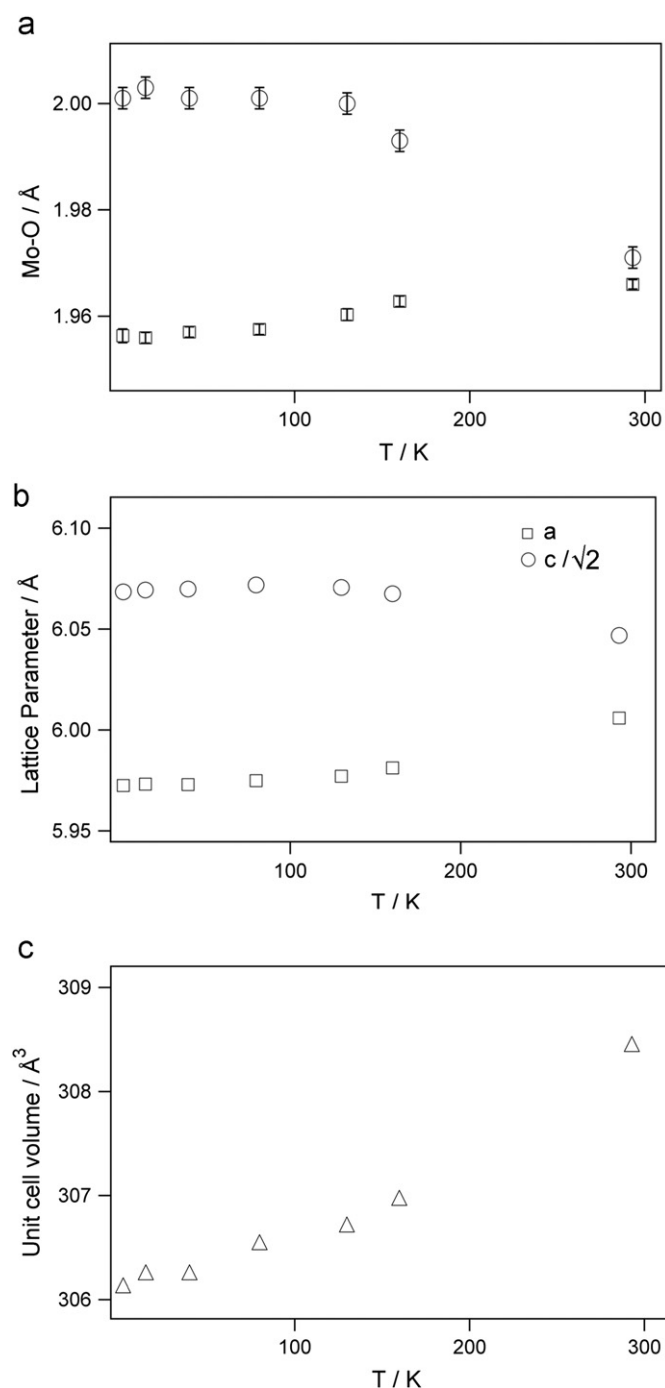 a
2.00
1.98
1.96
Mo-O / Å
100
200
300
T / K
b
6.10
6.05
6.00
5.95
Lattice Parameter / Å
a
c / √2
100
200
300
T / K
c
309
308
307
306
Unit cell volume / Å³
100
200
300
T / K